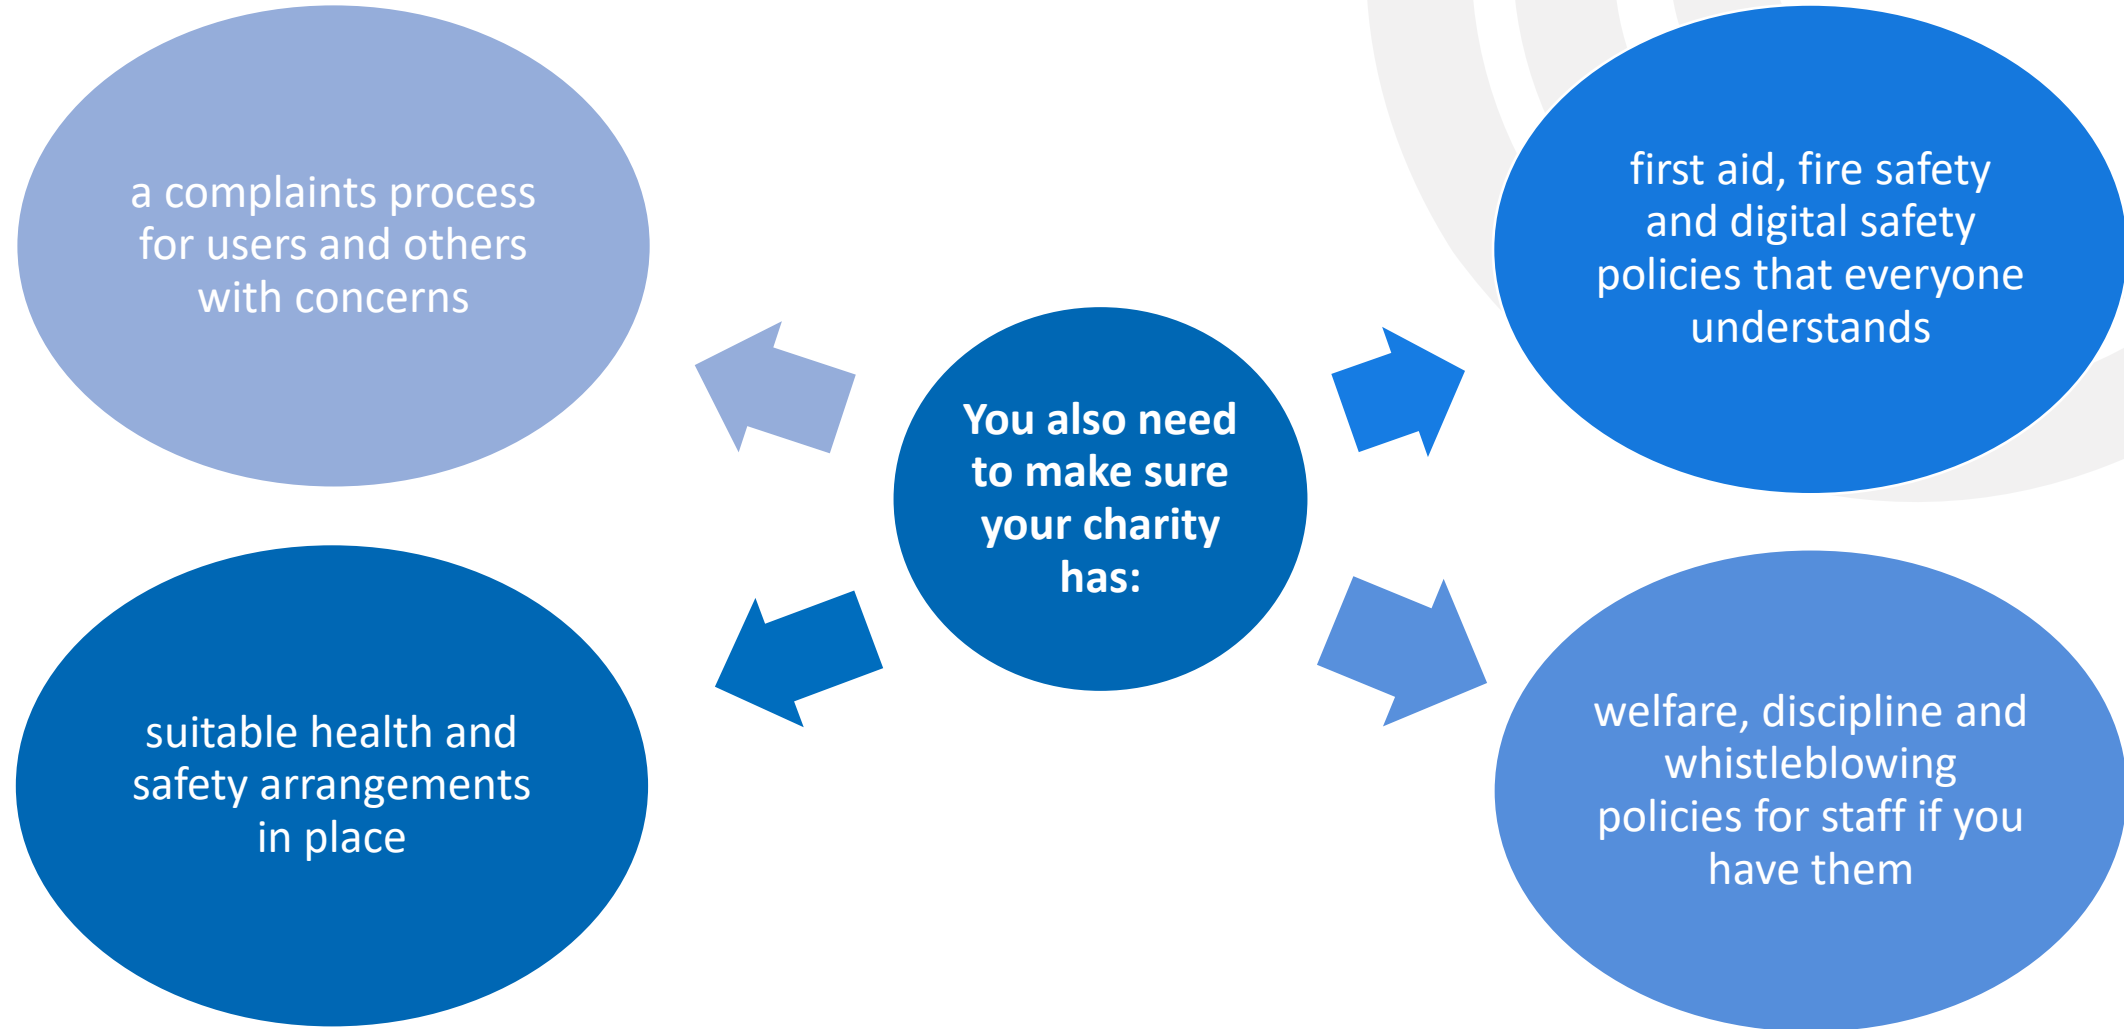 You also need
to make sure
your charity
has:
a complaints process
for users and others
with concerns
first aid, fire safety
and digital safety
policies that everyone
understands
suitable health and
safety arrangements
in place
welfare, discipline and
whistleblowing
policies for staff if you
have them